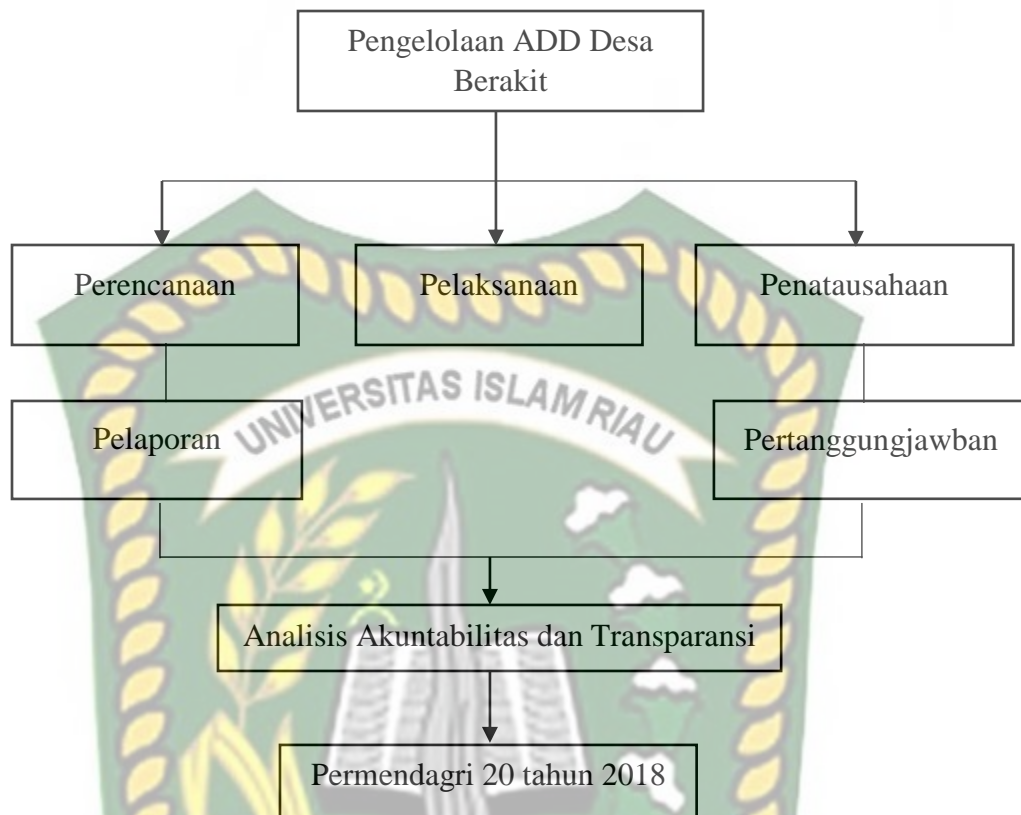 Pengelolaan ADD Desa
Berakit
Perencanaan
Pelaksanaan
Penatausahaan
UNIVERSITAS ISLAM RIAU
Pelaporan
Pertanggungjawban
Analisis Akuntabilitas dan Transparansi
Permendagri 20 tahun 2018